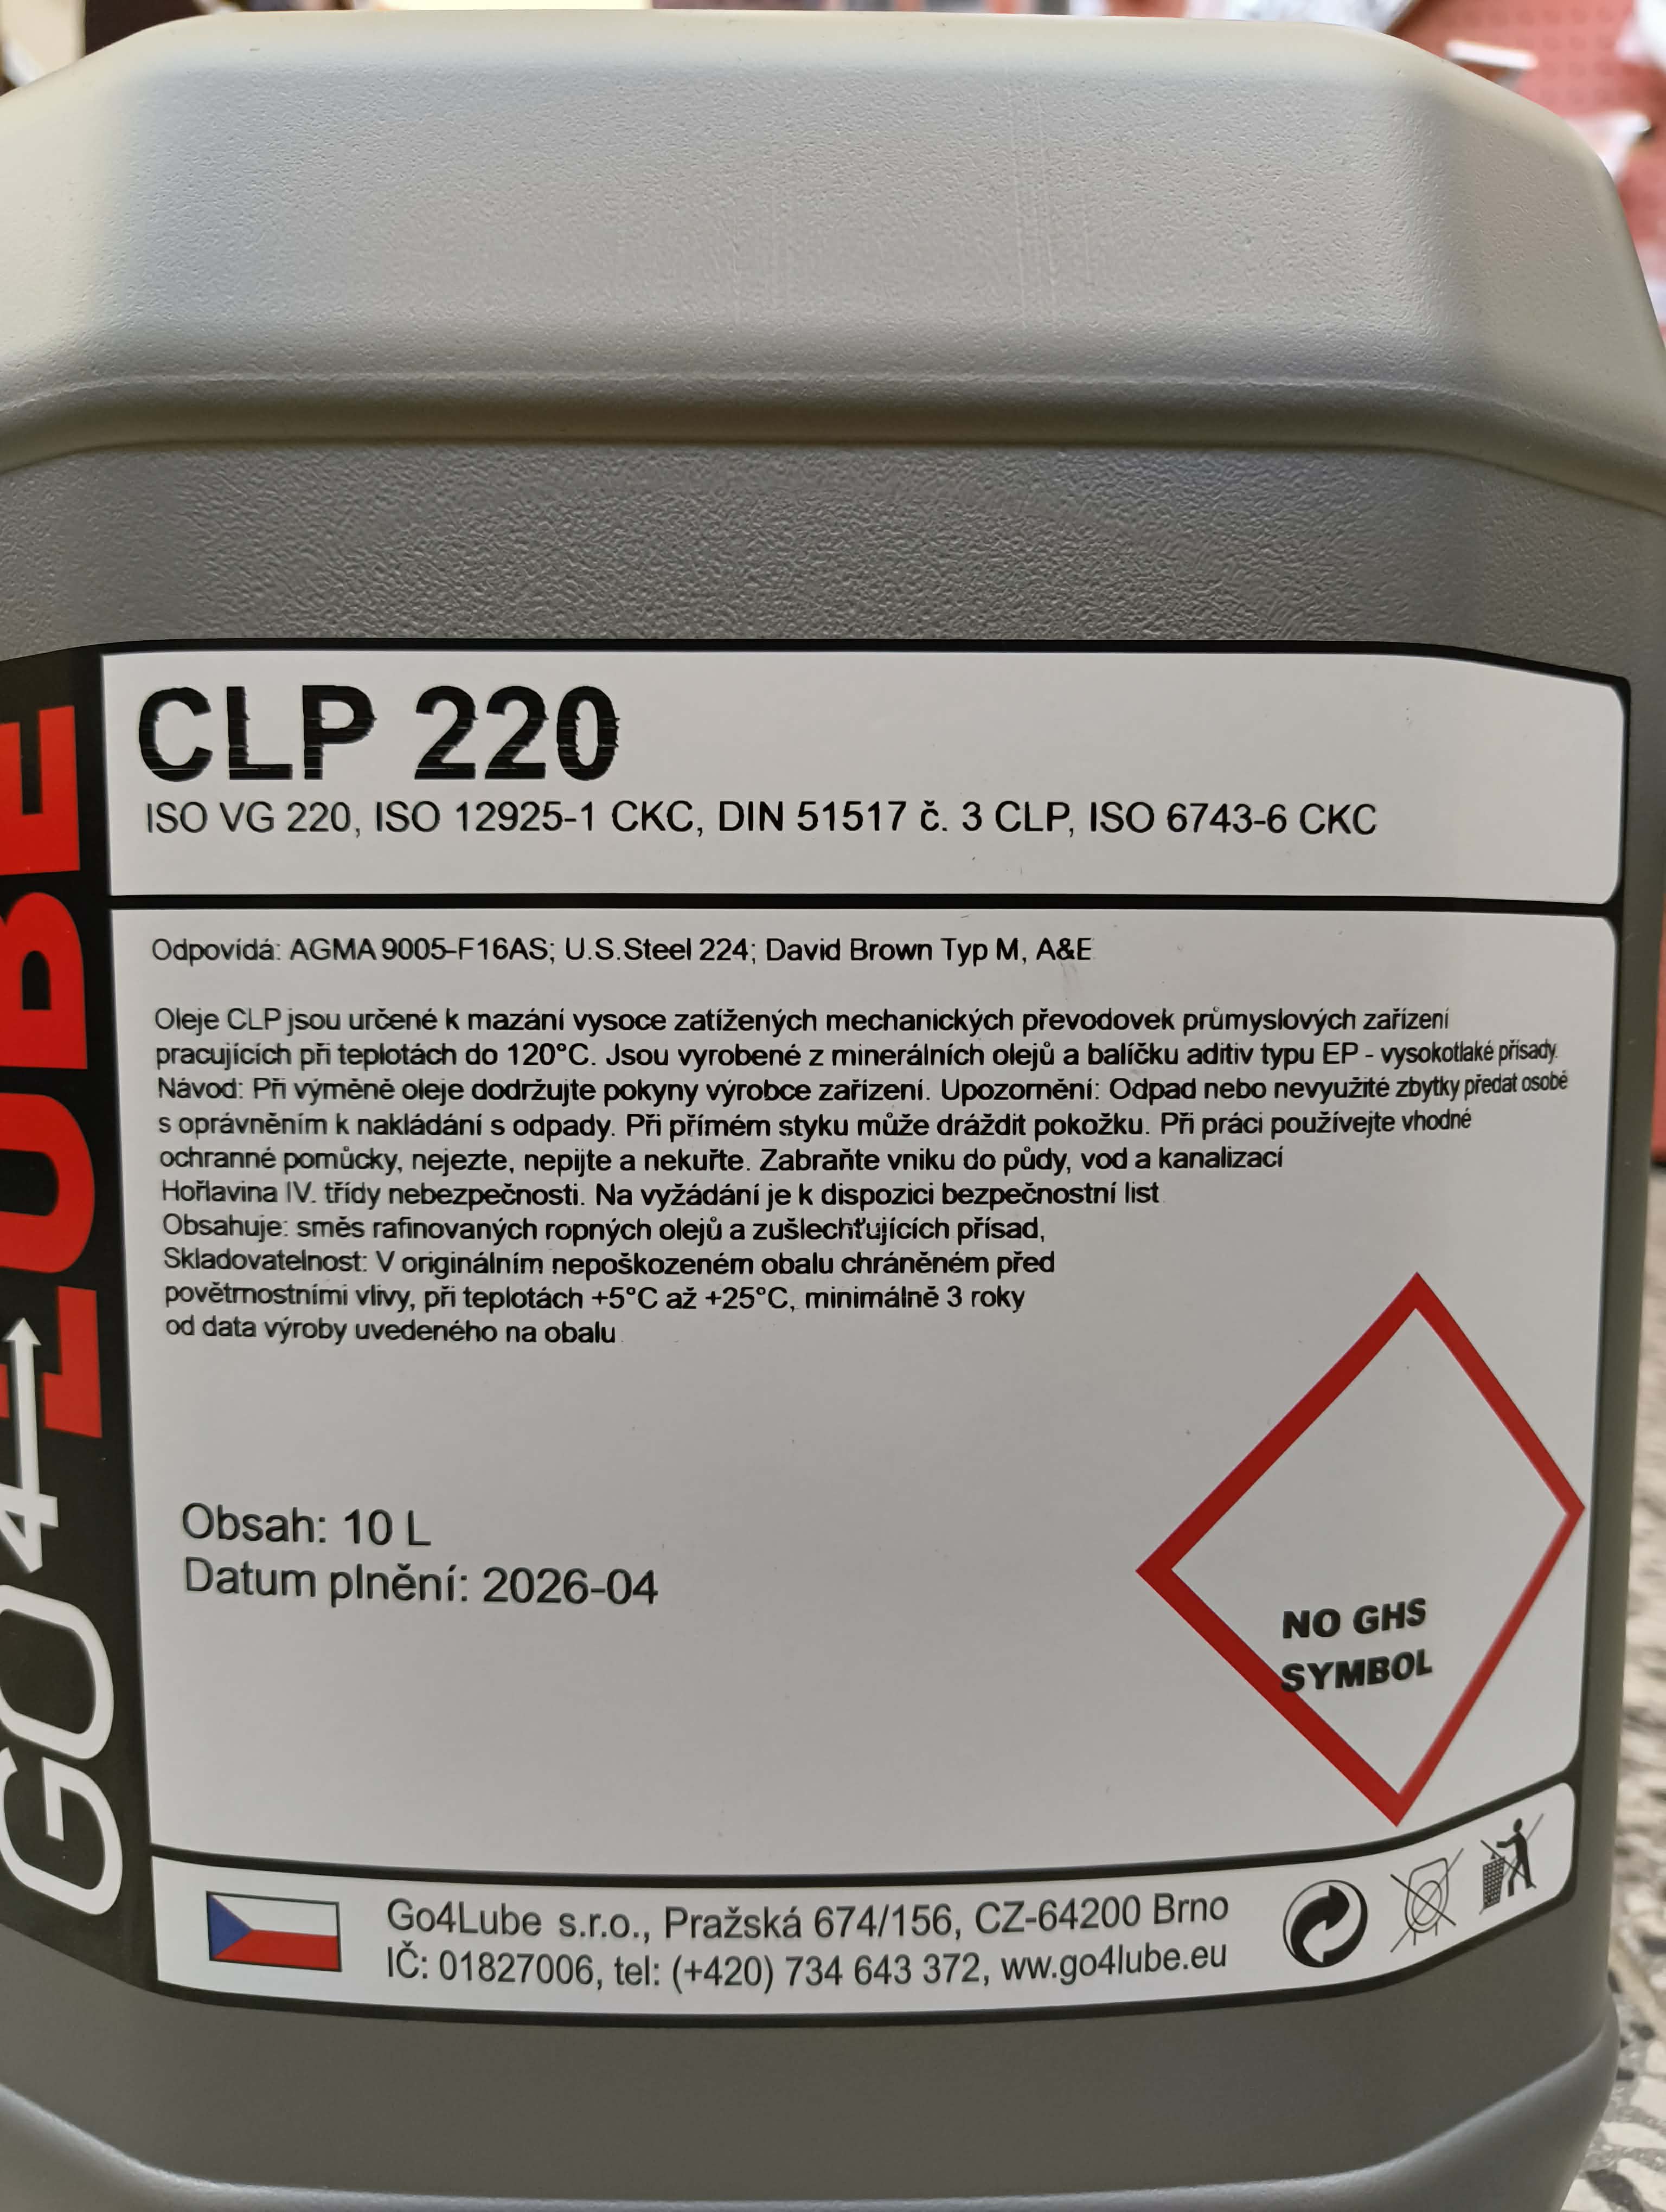 GO4LUBE
CLP 220
ISO VG 220, ISO 12925-1 CKC, DIN 51517 č. 3 CLP, ISO 6743-6 CKC
Odpovídá: AGMA 9005-F16AS; U.S.Steel 224; David Brown Typ M, A&E
Oleje CLP jsou určené k mazání vysoce zatížených mechanických převodovek průmyslových zařízení
pracujících při teplotách do 120°C. Jsou vyrobené z minerálních olejů a balíčku aditiv typu EP - vysokotlaké přísady.
Návod: Při výměně oleje dodržujte pokyny výrobce zařízení. Upozornění: Odpad nebo nevyužité zbytky předat osobě
s oprávněním k nakládání s odpady. Při přímém styku může dráždit pokožku. Při práci používejte vhodné
ochranné pomůcky, nejezte, nepijte a nekuřte. Zabraňte vniku do půdy, vod a kanalizací
Hořlavina IV. třídy nebezpečnosti. Na vyžádání je k dispozici bezpečnostní list.
Obsahuje: směs rafinovaných ropných olejů a zušlechťujících přísad,
Skladovatelnost: V originálním nepoškozeném obalu chráněném před
povětrnostními vlivy, při teplotách +5°C až +25°C, minimálně 3 roky
od data výroby uvedeného na obalu.
Obsah: 10 L
Datum plnění: 2026-04
NO GHS
SYMBOL
Go4Lube s.r.o., Pražská 674/156, CZ-64200 Brno
IČ: 01827006, tel: (+420) 734 643 372, ww.go4lube.eu